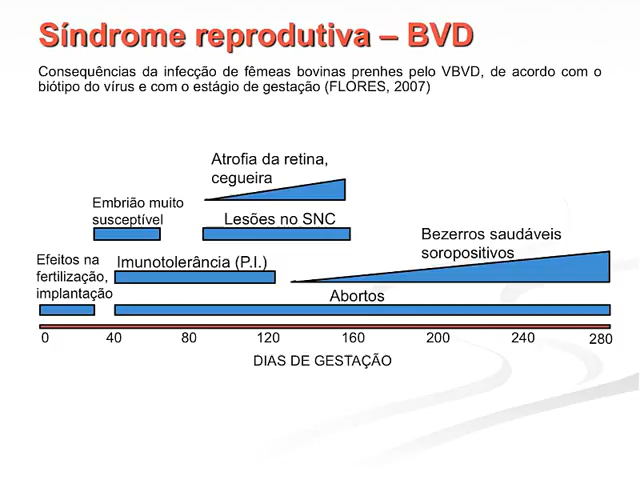 Síndrome reprodutiva – BVD
Consequências da infecção de fêmeas bovinas prenhes pelo VBVD, de acordo com o
biótipo do vírus e com o estágio de gestação (FLORES, 2007)
Atrofia da retina,
cegueira
Embrião muito
susceptível
Lesões no SNC
Bezerros saudáveis
soropositivos
Efeitos na
fertilização,
implantação
Imunotolerância (P.I.)
Abortos
0 40 80 120 160 200 240 280
DIAS DE GESTAÇÃO